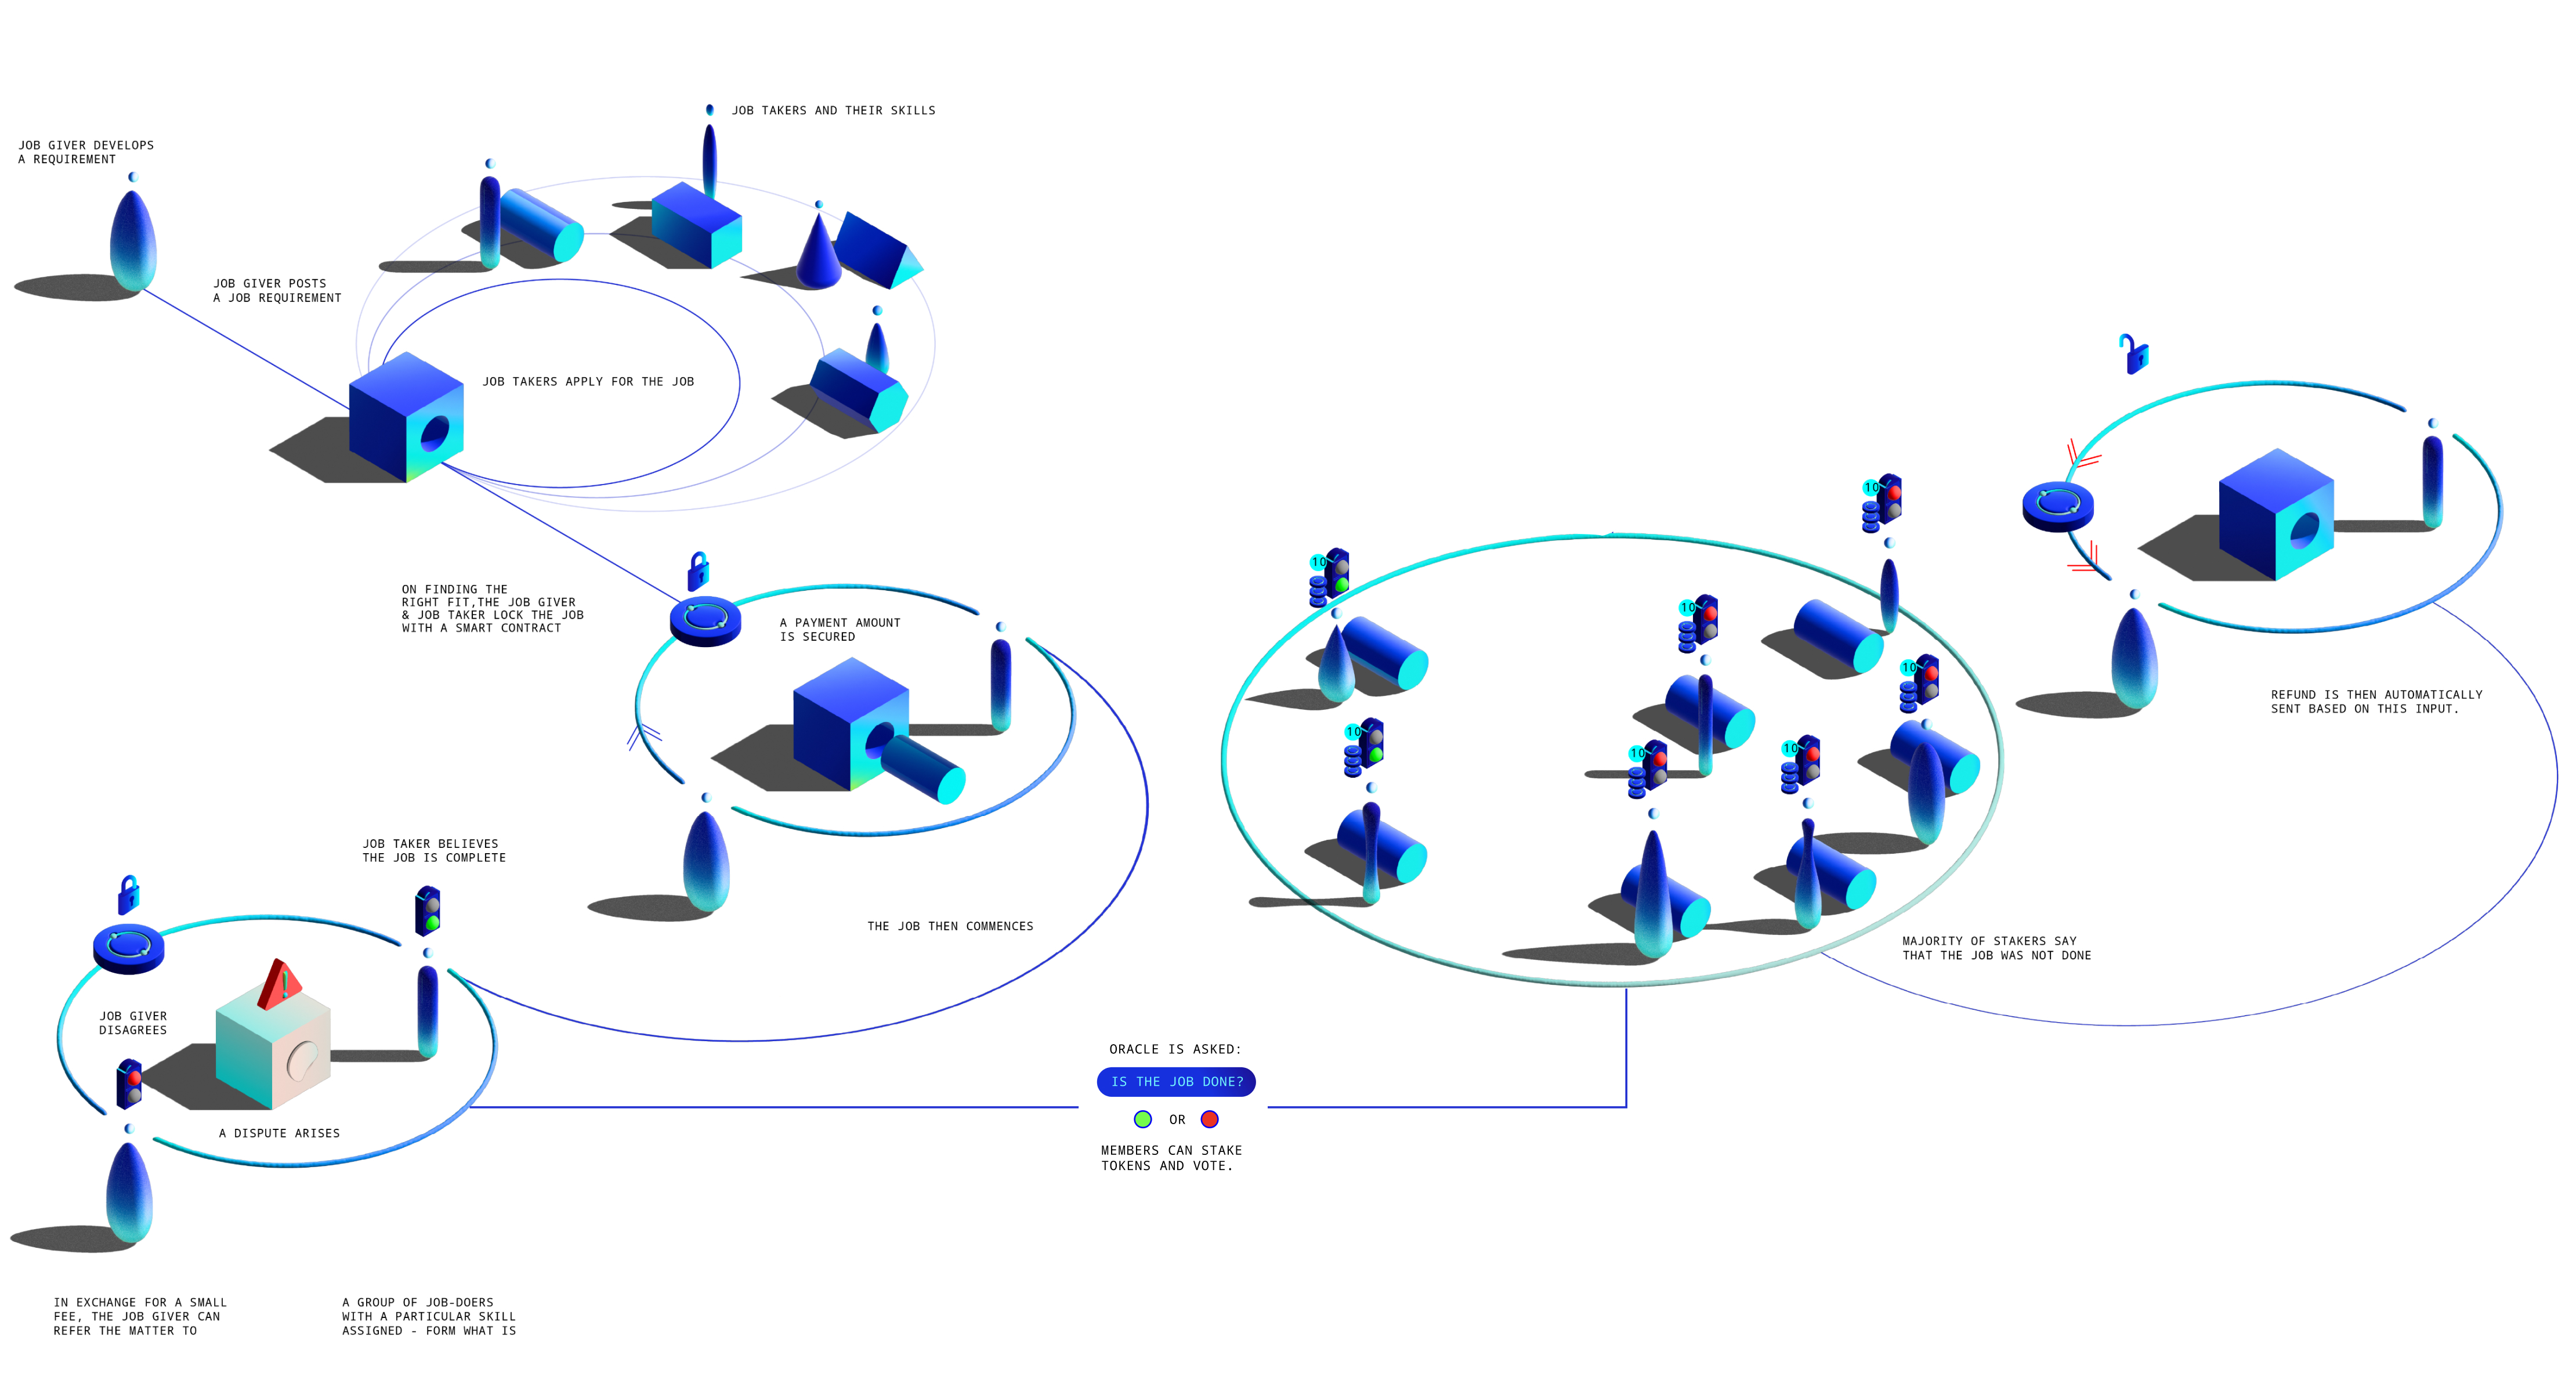 JOB TAKERS AND THEIR SKILLS
JOB GIVER DEVELOPS
A REQUIREMENT
JOB GIVER POSTS
A JOB REQUIREMENT
JOB TAKERS APPLY FOR THE JOB
ON FINDING THE
RIGHT FIT,THE JOB GIVER
& JOB TAKER LOCK THE JOB
WITH A SMART CONTRACT
A PAYMENT AMOUNT
IS SECURED
THE JOB THEN COMMENCES
JOB TAKER BELIEVES
THE JOB IS COMPLETE
JOB GIVER
DISAGREES
A DISPUTE ARISES
IN EXCHANGE FOR A SMALL
FEE, THE JOB GIVER CAN
REFER THE MATTER TO
A GROUP OF JOB-DOERS
WITH A PARTICULAR SKILL
ASSIGNED - FORM WHAT IS
ORACLE IS ASKED:
IS THE JOB DONE?
OR
MEMBERS CAN STAKE
TOKENS AND VOTE.
10
10
10
10
10
10
10
MAJORITY OF STAKERS SAY
THAT THE JOB WAS NOT DONE
REFUND IS THEN AUTOMATICALLY
SENT BASED ON THIS INPUT.